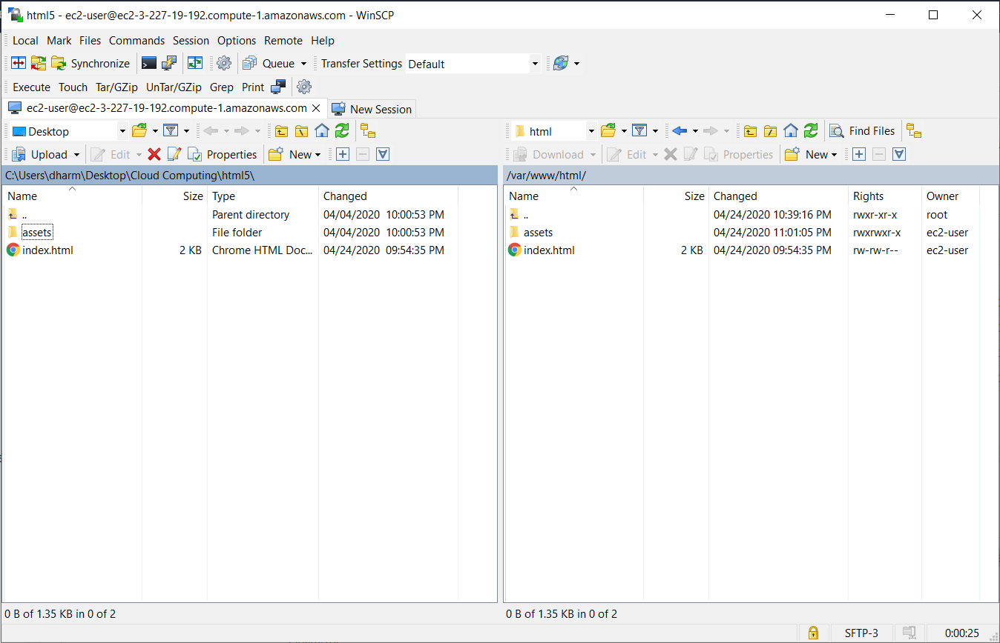 html5 - ec2-user@ec2-3-227-19-192.compute-1.amazonaws.com - WinSCP
Local Mark Files Commands Session Options Remote Help
Synchronize Queue Transfer Settings Default
Execute Touch Tar/GZip UnTar/GZip Grep Print
ec2-user@ec2-3-227-19-192.compute-1.amazonaws.com New Session
Desktop
Upload Edit Properties New
C:\Users\dharm\Desktop\Cloud Computing\html5\
Name Size Type Changed
.. Parent directory 04/04/2020 10:00:53 PM
assets File folder 04/04/2020 10:00:53 PM
index.html 2 KB Chrome HTML Doc... 04/24/2020 09:54:35 PM
0 B of 1.35 KB in 0 of 2
html Find Files
Download Edit Properties New
/var/www/html/
Name Size Changed Rights Owner
.. 04/24/2020 10:39:16 PM rwxr-xr-x root
assets 04/24/2020 11:01:05 PM rwxrwxr-x ec2-user
index.html 2 KB 04/24/2020 09:54:35 PM rw-rw-r-- ec2-user
0 B of 1.35 KB in 0 of 2
SFTP-3 0:00:25